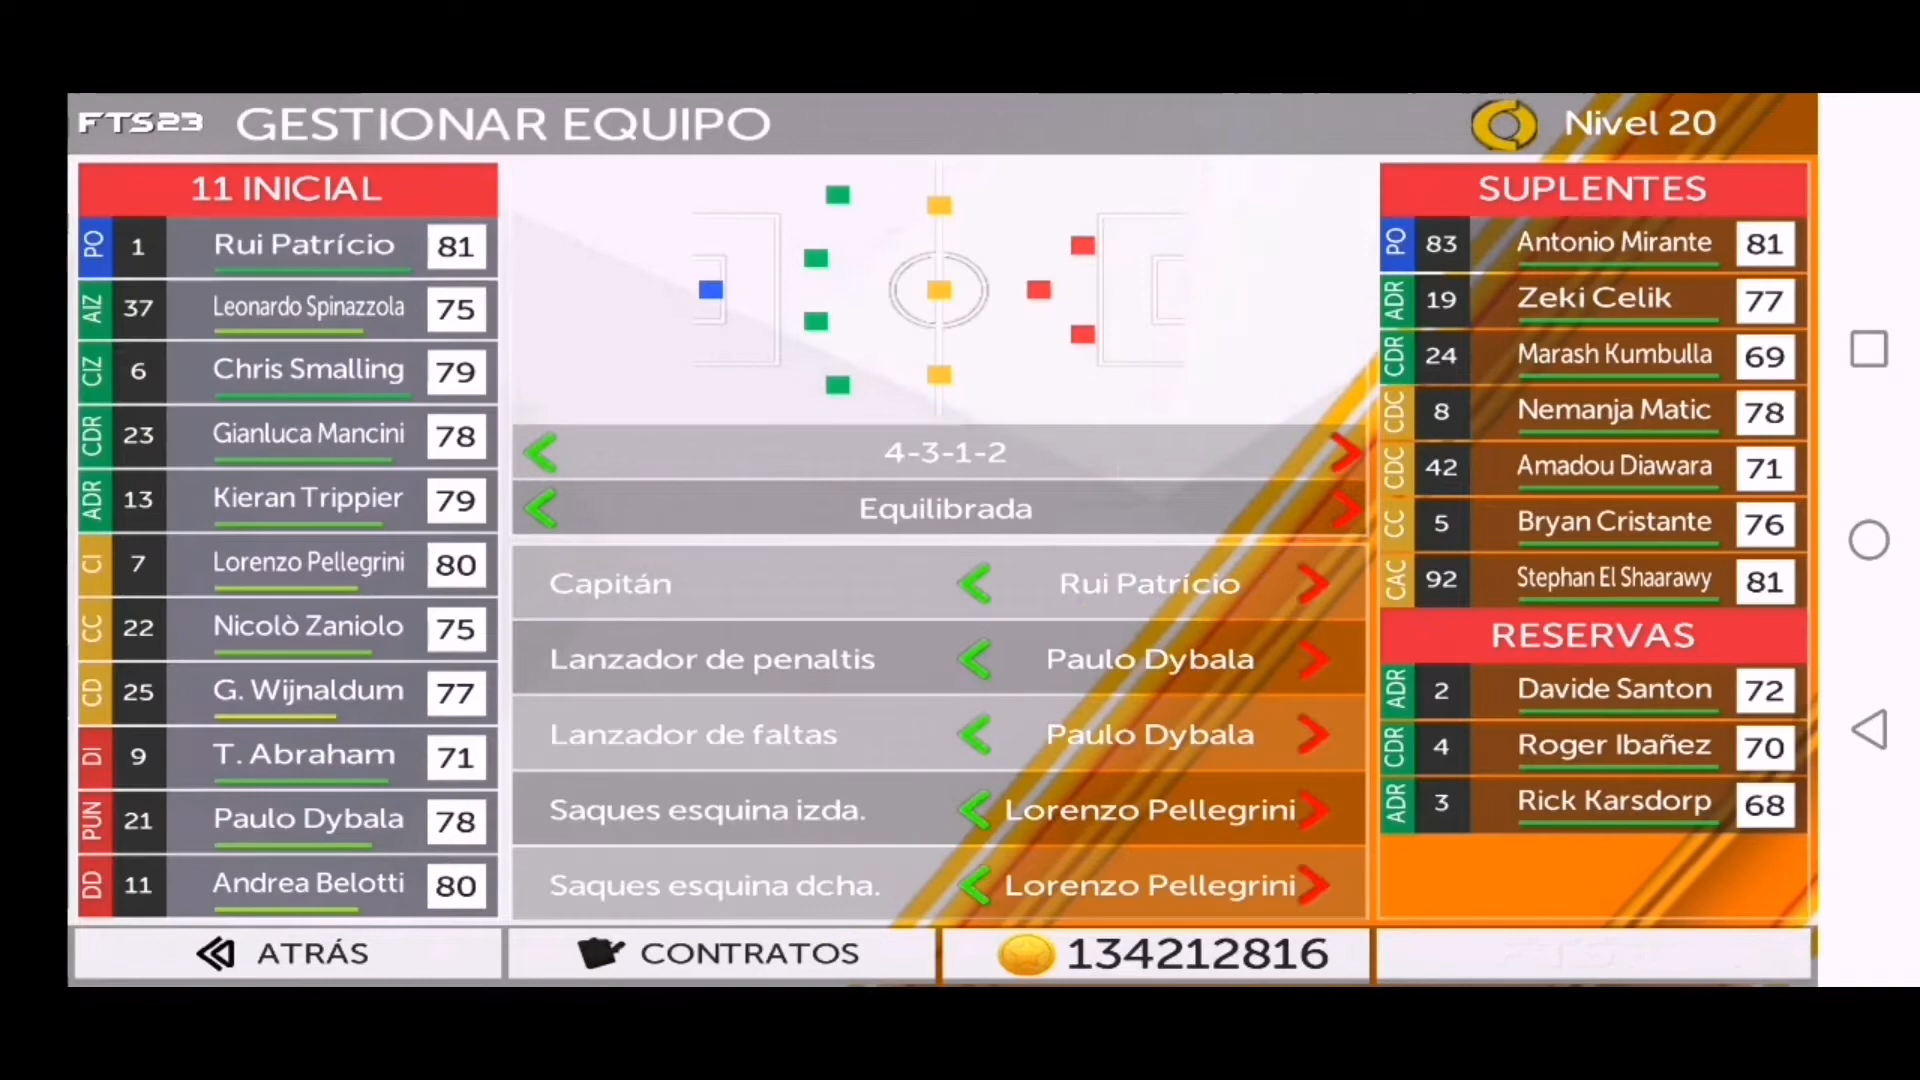 FTS23 GESTIONAR EQUIPO
Nivel 20
11 INICIAL
PO 1 Rui Patrício 81
AIZ 37 Leonardo Spinazzola 75
CIZ 6 Chris Smalling 79
CDR 23 Gianluca Mancini 78
ADR 13 Kieran Trippier 79
CI 7 Lorenzo Pellegrini 80
CC 22 Nicolò Zaniolo 75
CD 25 G. Wijnaldum 77
DI 9 T. Abraham 71
PUN 21 Paulo Dybala 78
DD 11 Andrea Belotti 80
4-3-1-2
Equilibrada
Capitán Rui Patrício
Lanzador de penaltis Paulo Dybala
Lanzador de faltas Paulo Dybala
Saques esquina izda. Lorenzo Pellegrini
Saques esquina dcha. Lorenzo Pellegrini
SUPLENTES
PO 83 Antonio Mirante 81
ADR 19 Zeki Celik 77
CDR 24 Marash Kumbulla 69
CDC 8 Nemanja Matic 78
CDC 42 Amadou Diawara 71
CC 5 Bryan Cristante 76
CAC 92 Stephan El Shaarawy 81
RESERVAS
ADR 2 Davide Santon 72
CDR 4 Roger Ibañez 70
ADR 3 Rick Karsdorp 68
ATRÁS
CONTRATOS
134212816